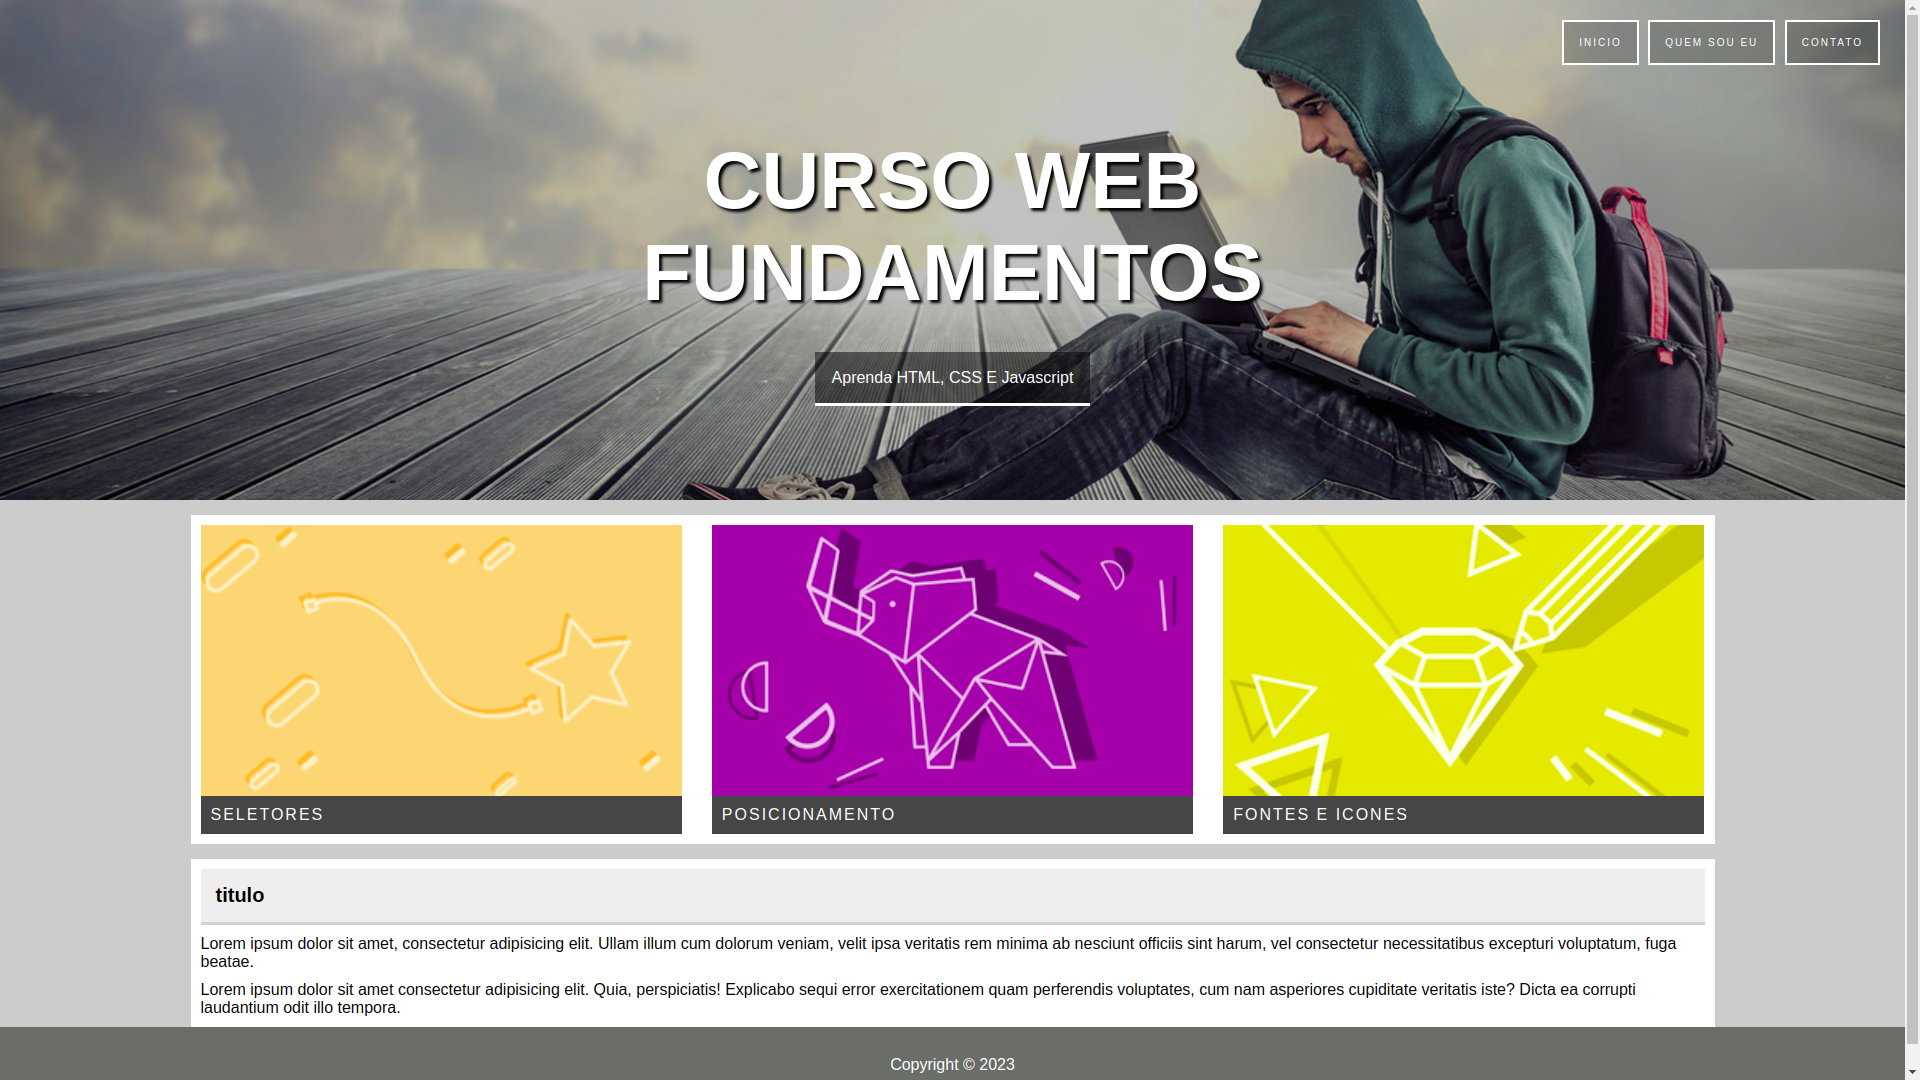 INICIO
QUEM SOU EU
CONTATO
CURSO WEB
FUNDAMENTOS
Aprenda HTML, CSS E Javascript
SELETORES
POSICIONAMENTO
FONTES E ICONES
titulo
Lorem ipsum dolor sit amet, consectetur adipisicing elit. Ullam illum cum dolorum veniam, velit ipsa veritatis rem minima ab nesciunt officiis sint harum, vel consectetur necessitatibus excepturi voluptatum, fuga
beatae.
Lorem ipsum dolor sit amet consectetur adipisicing elit. Quia, perspiciatis! Explicabo sequi error exercitationem quam perferendis voluptates, cum nam asperiores cupiditate veritatis iste? Dicta ea corrupti
laudantium odit illo tempora.
Copyright © 2023